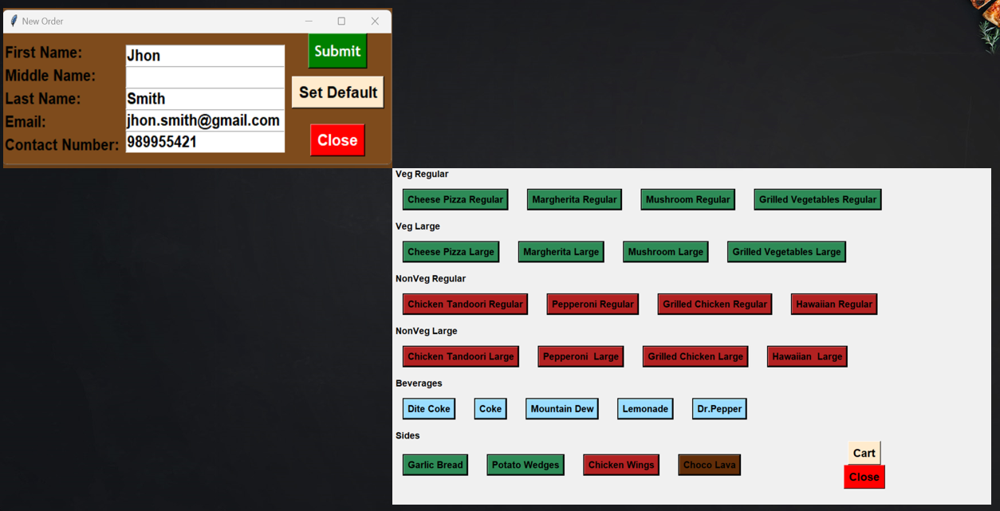 New Order
First Name: Jhon
Middle Name:
Last Name: Smith
Email: jhon.smith@gmail.com
Contact Number: 989955421
Submit
Set Default
Close
Veg Regular
Cheese Pizza Regular Margherita Regular Mushroom Regular Grilled Vegetables Regular
Veg Large
Cheese Pizza Large Margherita Large Mushroom Large Grilled Vegetables Large
NonVeg Regular
Chicken Tandoori Regular Pepperoni Regular Grilled Chicken Regular Hawaiian Regular
NonVeg Large
Chicken Tandoori Large Pepperoni Large Grilled Chicken Large Hawaiian Large
Beverages
Dite Coke Coke Mountain Dew Lemonade Dr.Pepper
Sides
Garlic Bread Potato Wedges Chicken Wings Choco Lava
Cart
Close